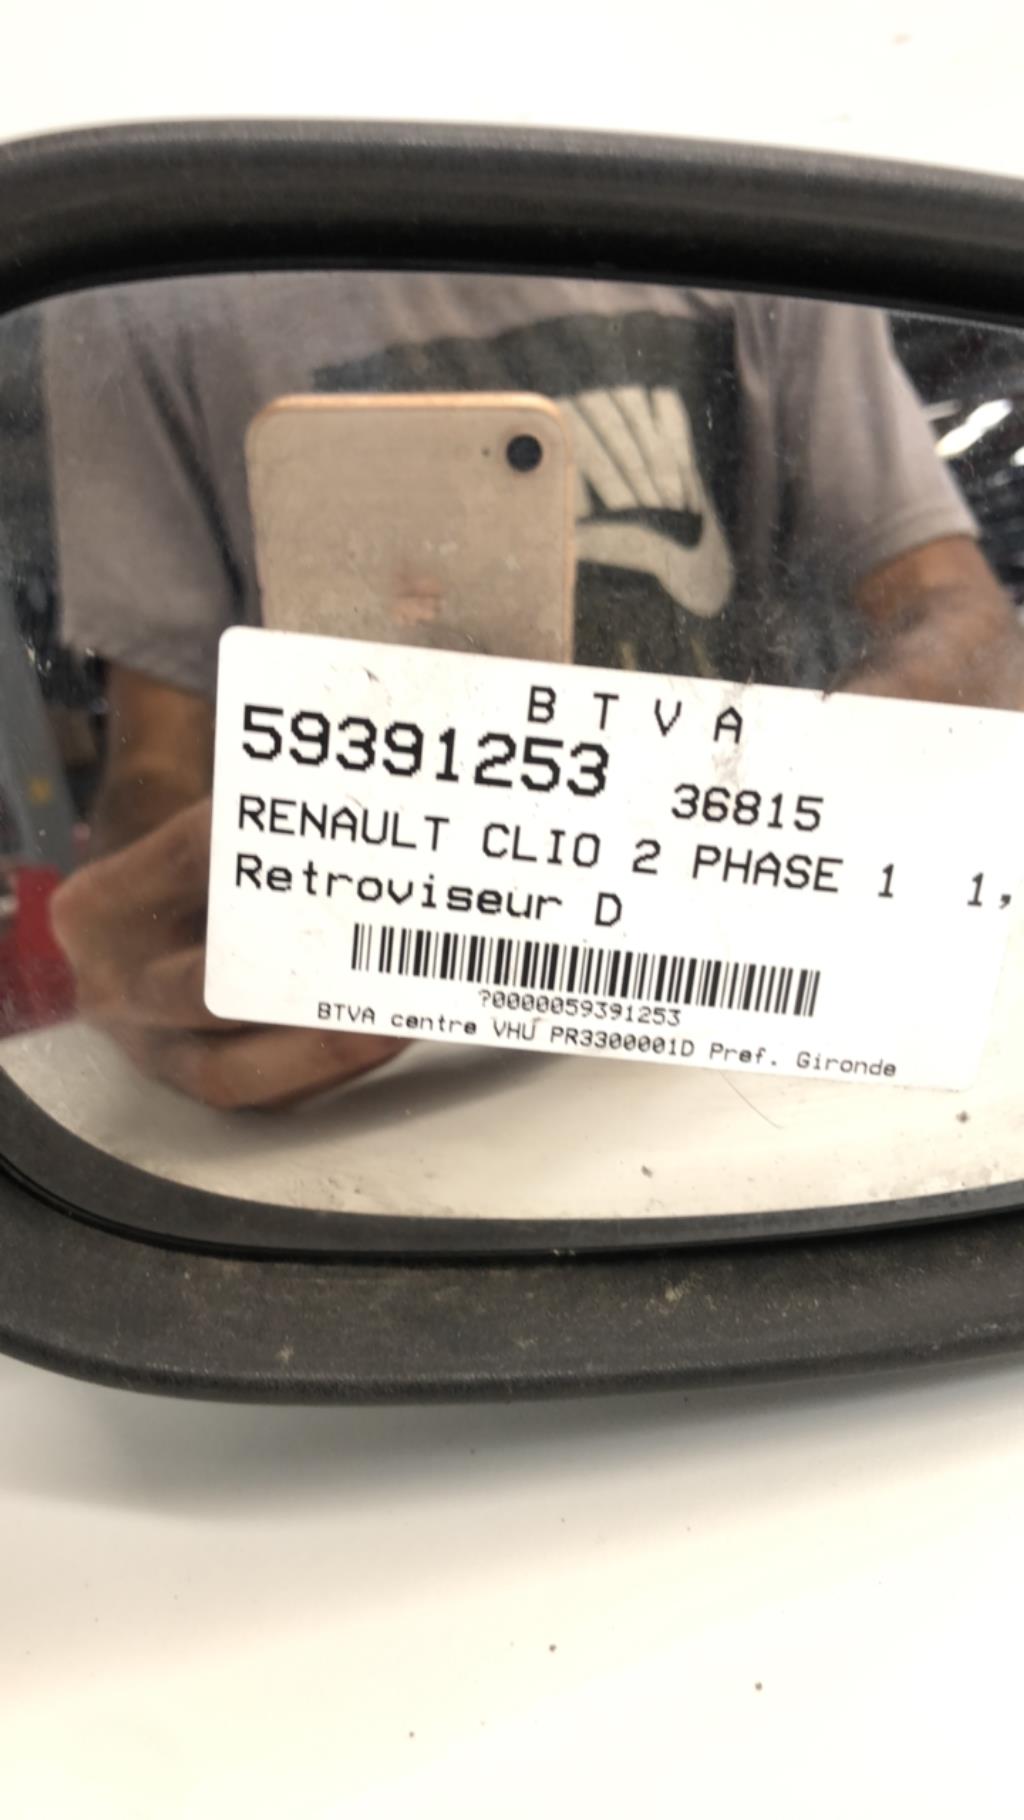 B T V A
59391253 36815
RENAULT CLIO 2 PHASE 1 1,
Retroviseur D
?0000059391253
BTVA centre VHU PR3300001D Pref. Gironde